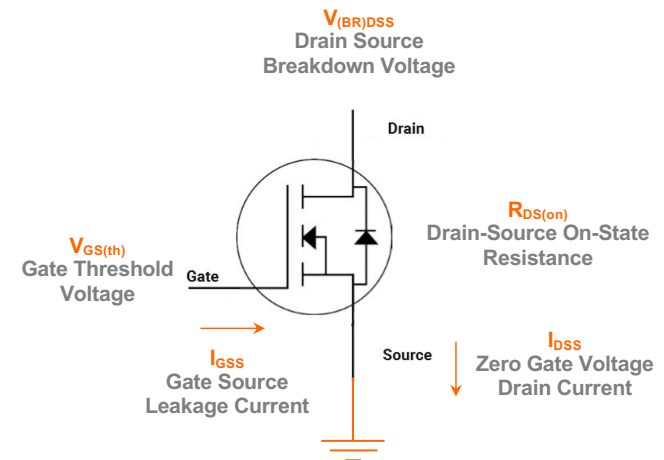 V(BR)DSS
Drain Source
Breakdown Voltage
Drain
RDS(on)
Drain-Source On-State
Resistance
VGS(th)
Gate Threshold
Voltage
Gate
IGSS
Gate Source
Leakage Current
Source
IDSS
Zero Gate Voltage
Drain Current